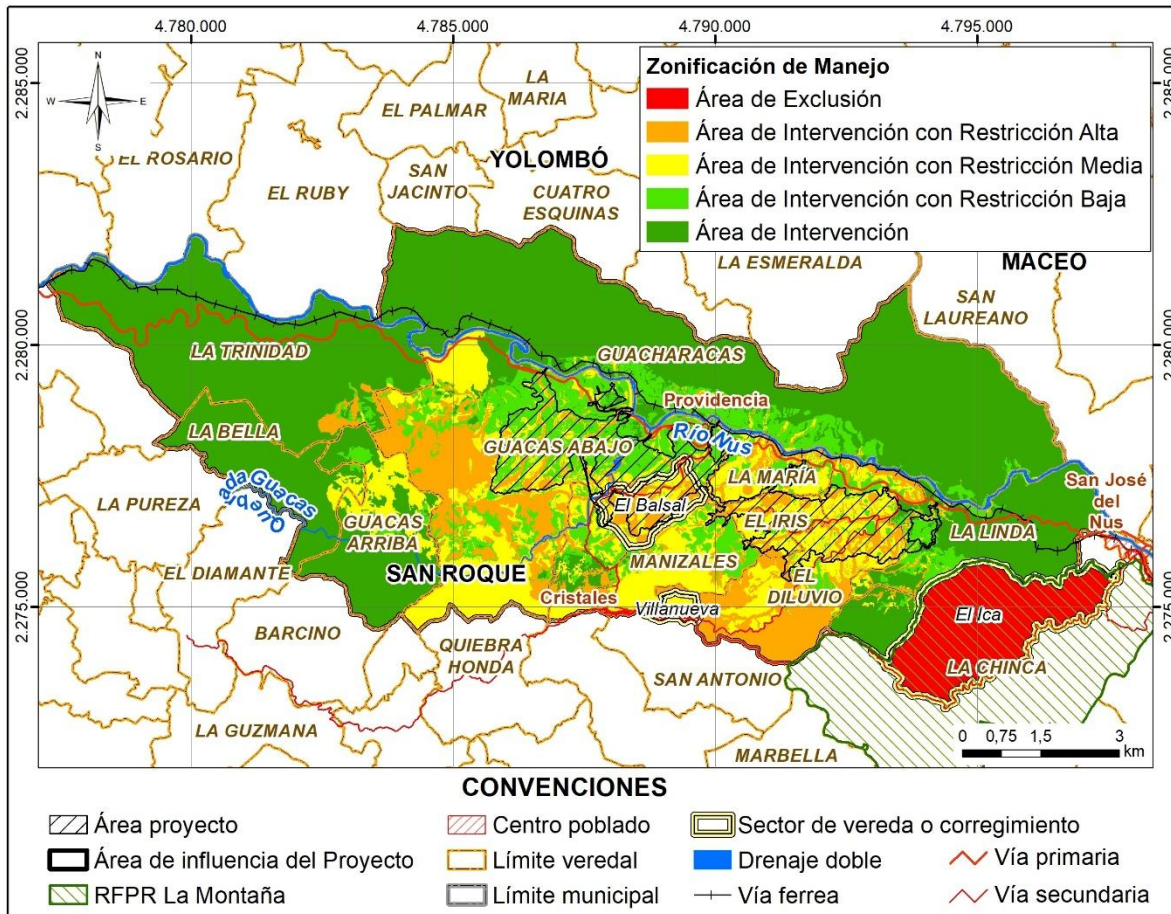 4.780.000
4.785.000
4.790.000
4.795.000
2.285.000
2.285.000
2.280.000
2.280.000
2.275.000
2.275.000
N
W
E
S
Zonificación de Manejo
Área de Exclusión
Área de Intervención con Restricción Alta
Área de Intervención con Restricción Media
Área de Intervención con Restricción Baja
Área de Intervención
LA
MARIA
EL PALMAR
EL ROSARIO
YOLOMBÓ
SAN
JACINTO
EL RUBY
CUATRO
ESQUINAS
LA ESMERALDA
MACEO
SAN
LAUREANO
LA TRINIDAD
GUACHARACAS
Providencia
Río Nus
LA BELLA
GUACAS ABAJO
LA MARÍA
San José
del
Nus
LA PUREZA
Quebrada Guacas
GUACAS
ARRIBA
El Balsal
EL IRIS
LA LINDA
MANIZALES
SAN ROQUE
EL DIAMANTE
EL
DILUVIO
Cristales
Villanueva
El Ica
BARCINO
QUIEBRA
HONDA
LA CHINCA
SAN ANTONIO
LA GUZMANA
MARBELLA
0 0,75 1,5 3
km
CONVENCIONES
Área proyecto
Centro poblado
Sector de vereda o corregimiento
Área de influencia del Proyecto
Límite veredal
Drenaje doble
Vía primaria
RFPR La Montaña
Límite municipal
Vía ferrea
Vía secundaria